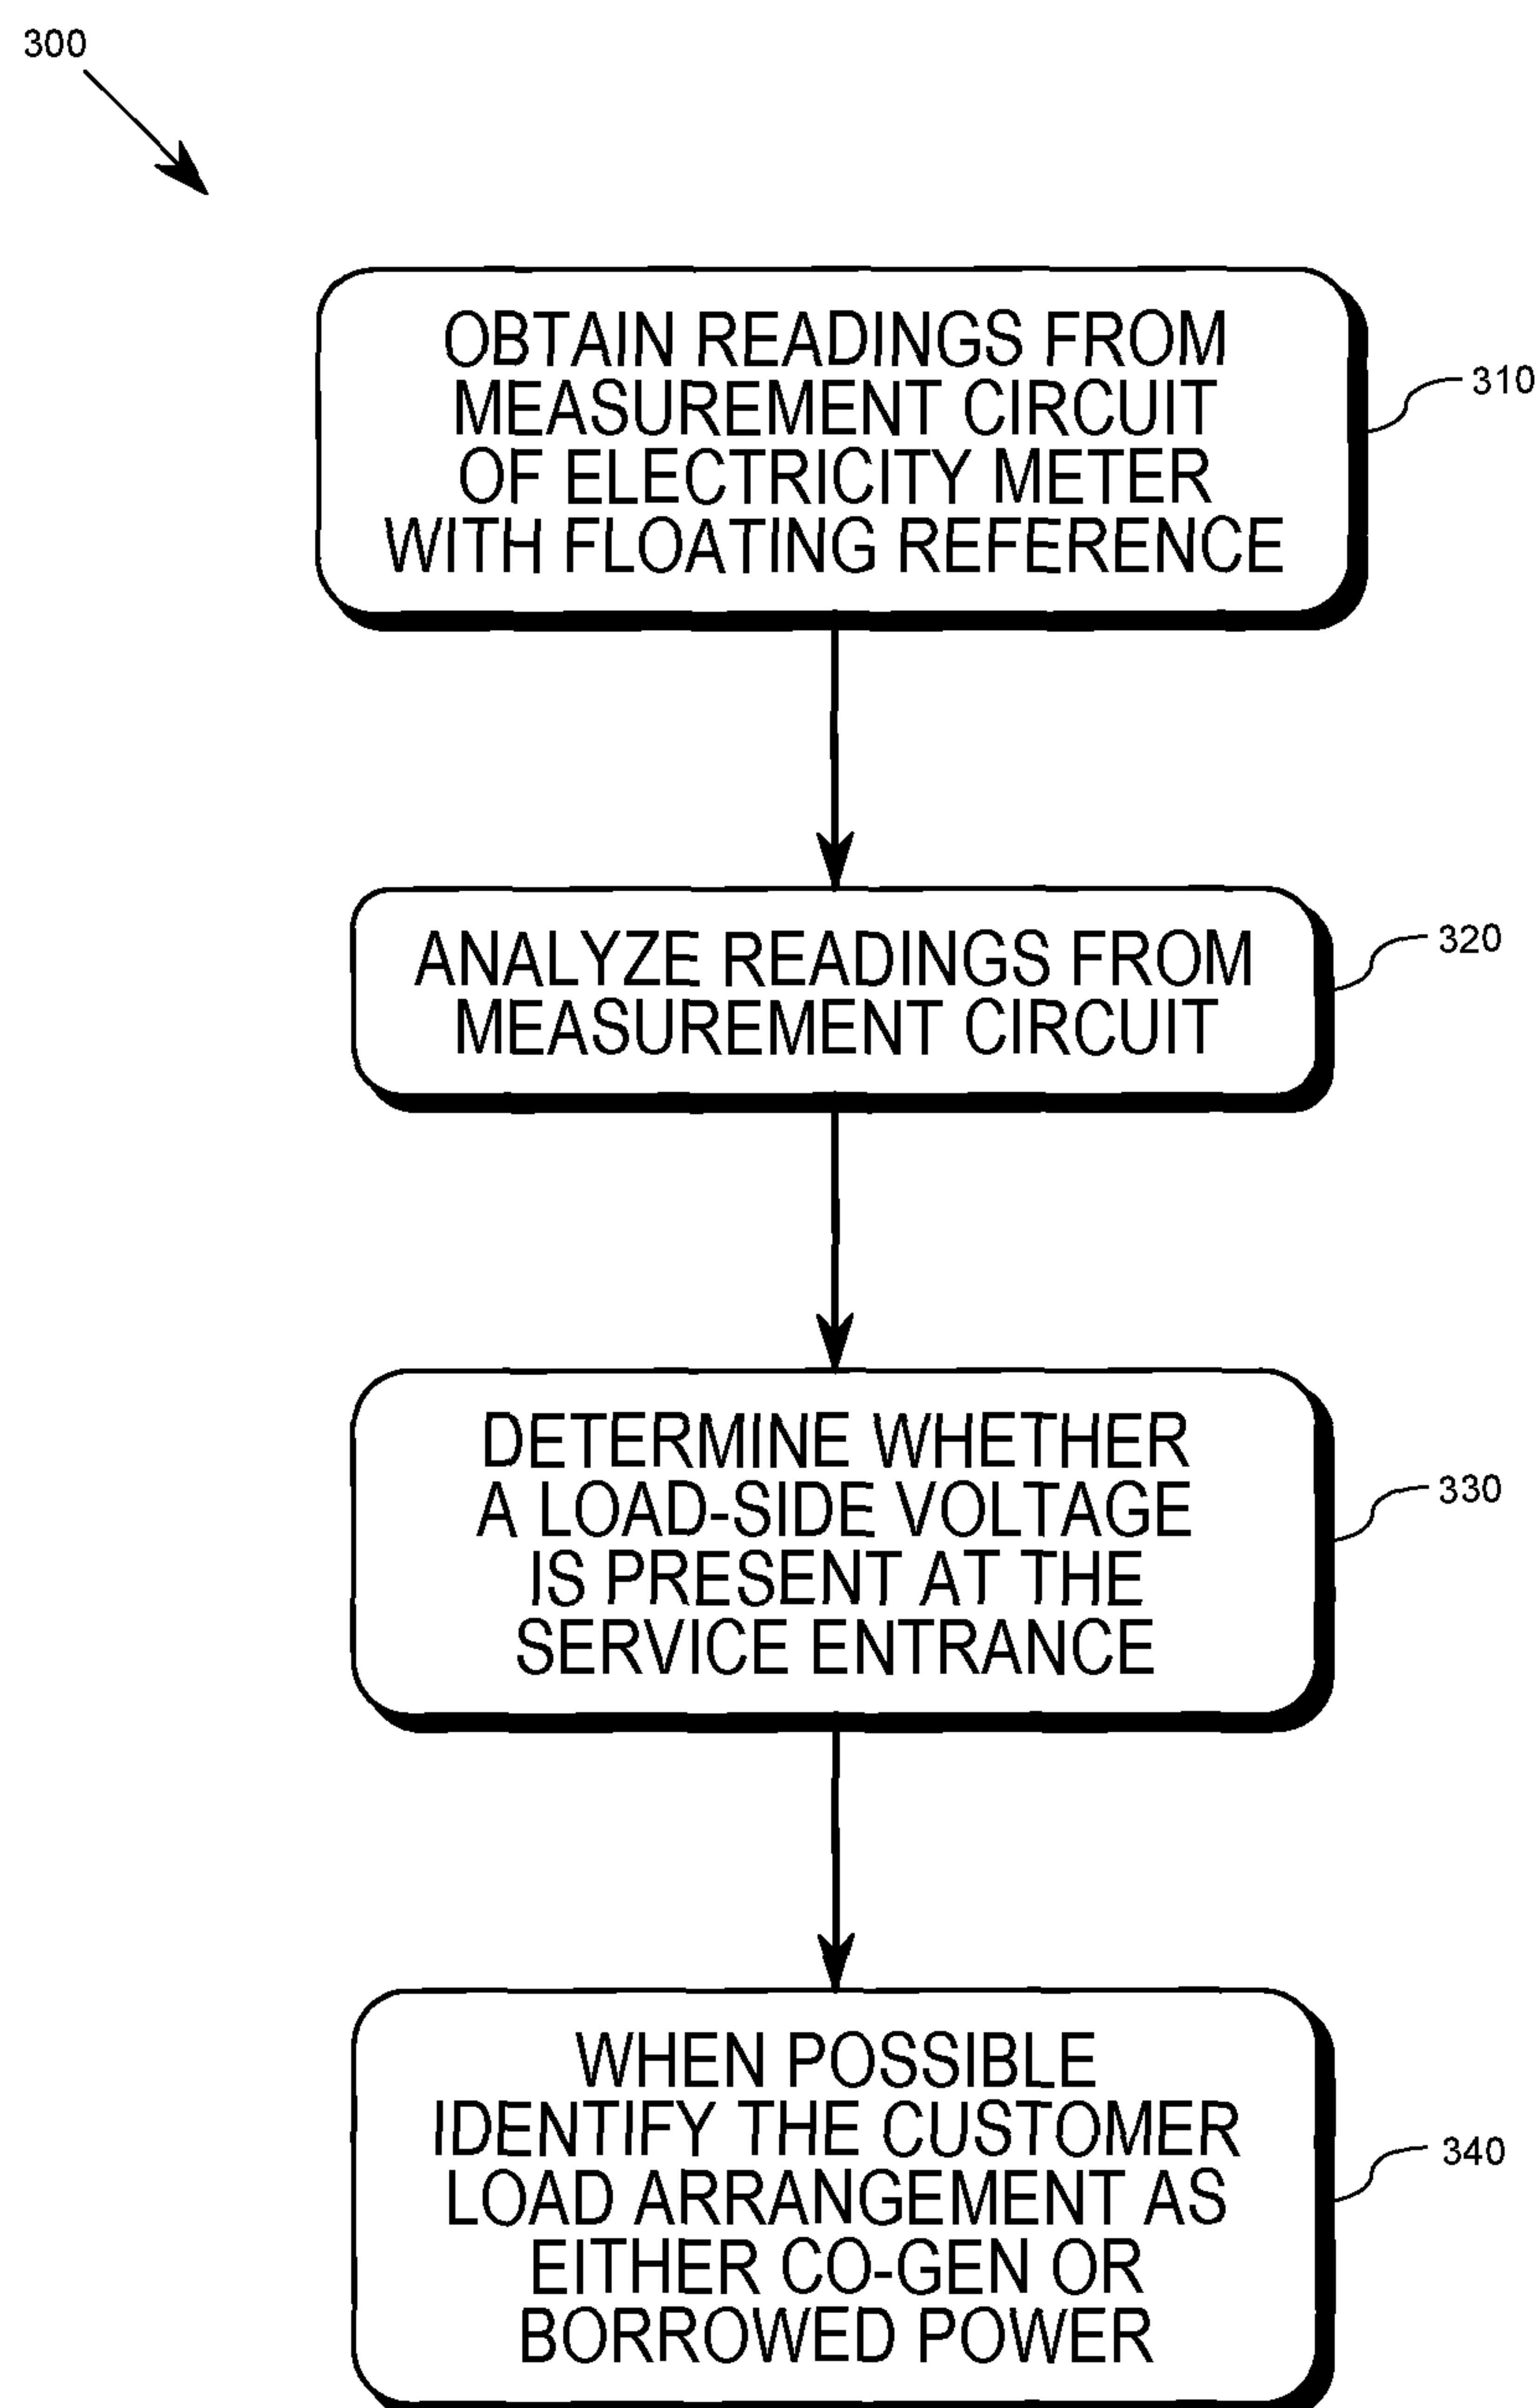 300
OBTAIN READINGS FROM
MEASUREMENT CIRCUIT
OF ELECTRICITY METER
WITH FLOATING REFERENCE
310
ANALYZE READINGS FROM
MEASUREMENT CIRCUIT
320
DETERMINE WHETHER
A LOAD-SIDE VOLTAGE
IS PRESENT AT THE
SERVICE ENTRANCE
330
WHEN POSSIBLE
IDENTIFY THE CUSTOMER
LOAD ARRANGEMENT AS
EITHER CO-GEN OR
BORROWED POWER
340